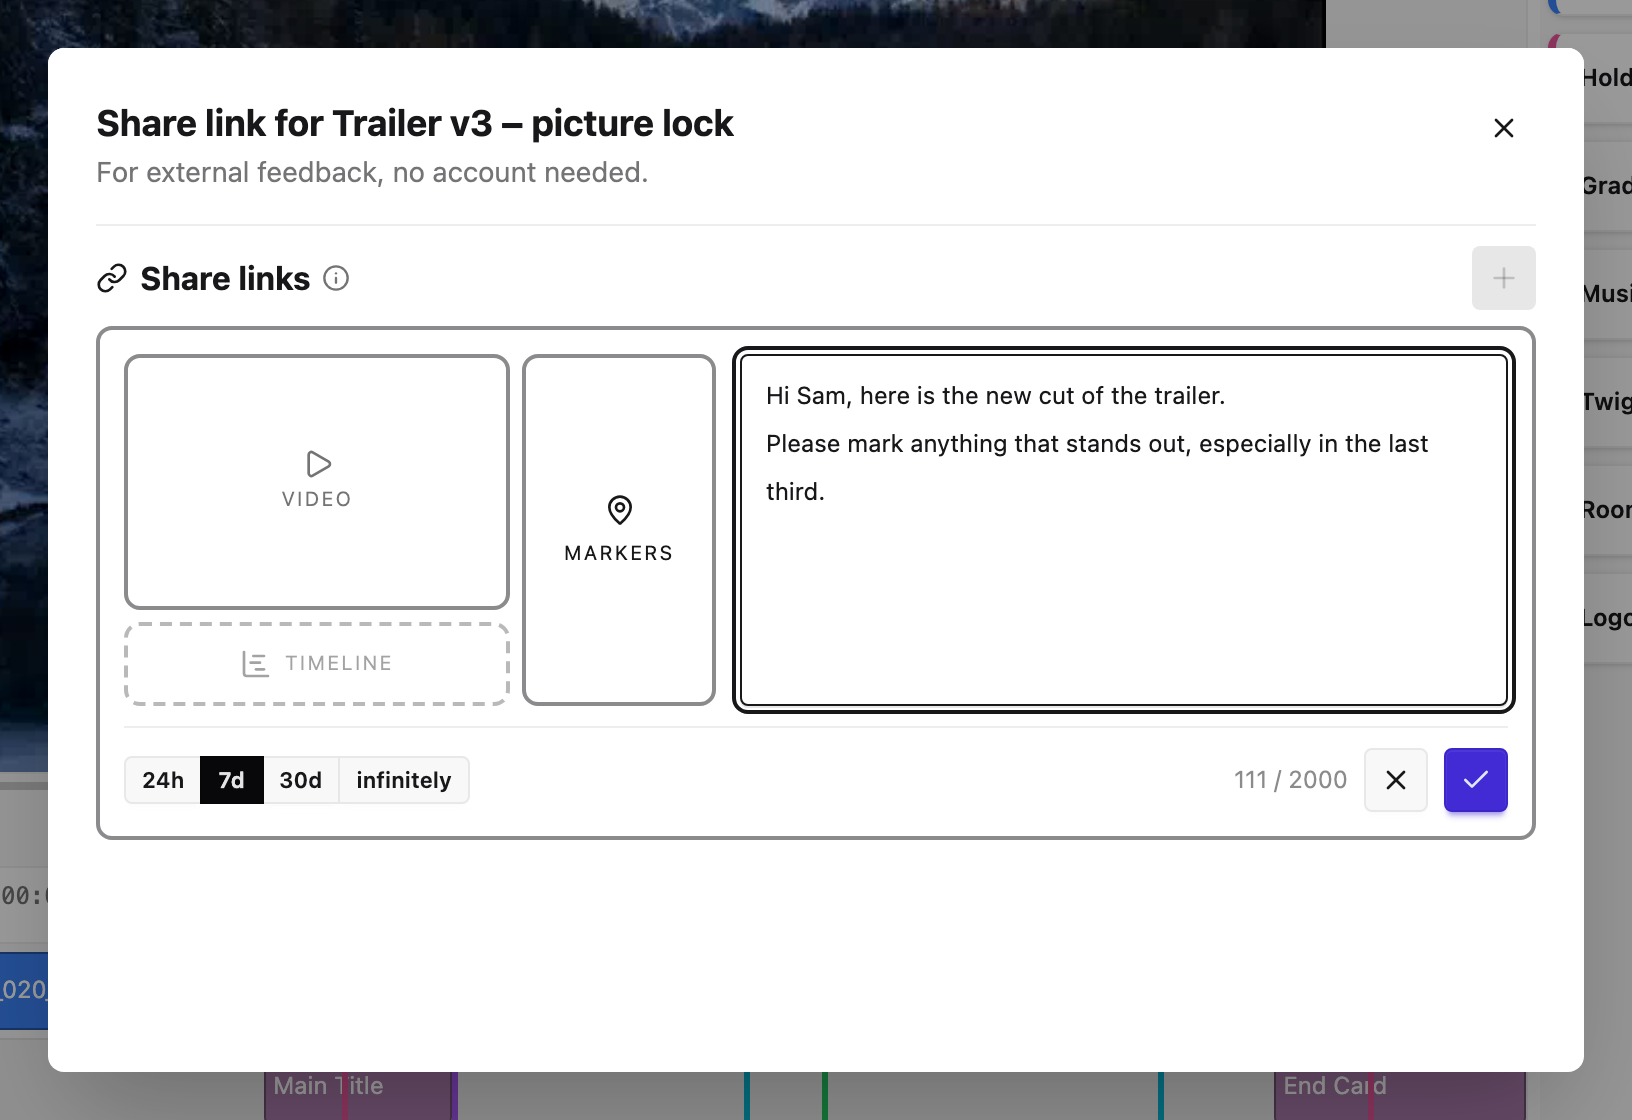 Share link for Trailer v3 – picture lock
For external feedback, no account needed.
Share links
VIDEO
TIMELINE
MARKERS
Hi Sam, here is the new cut of the trailer.
Please mark anything that stands out, especially in the last
third.
24h
7d
30d
infinitely
111 / 2000
Hold
Grad
Musi
Twig
Roon
Logo
00:
_020_
Main Title
End Card